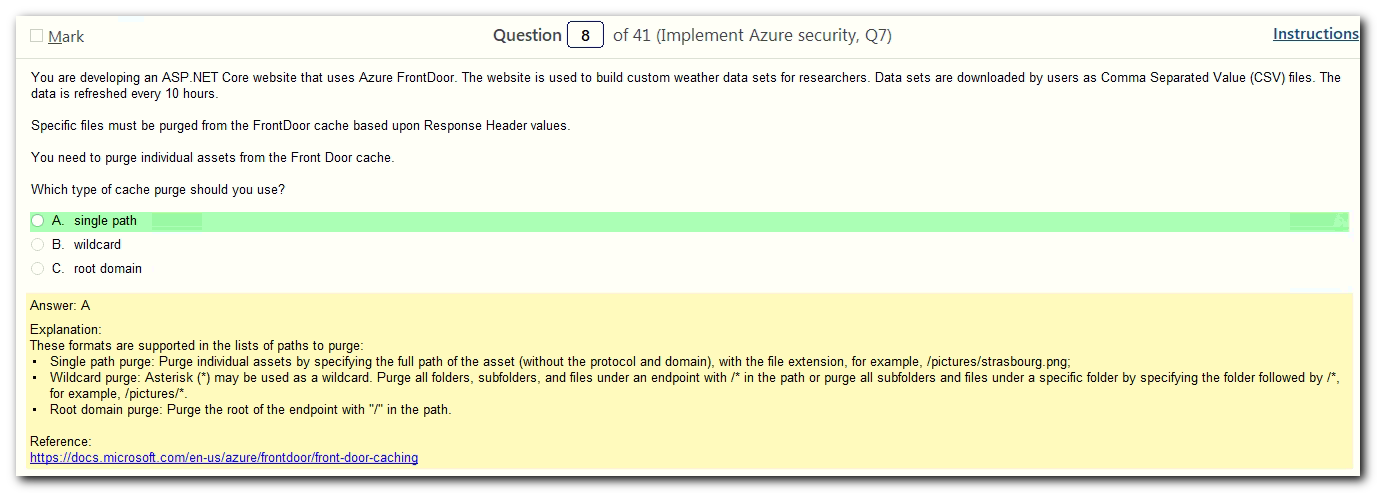 Mark
Question 8 of 41 (Implement Azure security, Q7)
Instructions
You are developing an ASP.NET Core website that uses Azure FrontDoor. The website is used to build custom weather data sets for researchers. Data sets are downloaded by users as Comma Separated Value (CSV) files. The
data is refreshed every 10 hours.
Specific files must be purged from the FrontDoor cache based upon Response Header values.
You need to purge individual assets from the Front Door cache.
Which type of cache purge should you use?
A. single path
B. wildcard
C. root domain
Answer: A
Explanation:
These formats are supported in the lists of paths to purge:
▪ Single path purge: Purge individual assets by specifying the full path of the asset (without the protocol and domain), with the file extension, for example, /pictures/strasbourg.png;
▪ Wildcard purge: Asterisk (*) may be used as a wildcard. Purge all folders, subfolders, and files under an endpoint with /* in the path or purge all subfolders and files under a specific folder by specifying the folder followed by /*,
for example, /pictures/*.
▪ Root domain purge: Purge the root of the endpoint with "/" in the path.
Reference:
https://docs.microsoft.com/en-us/azure/frontdoor/front-door-caching